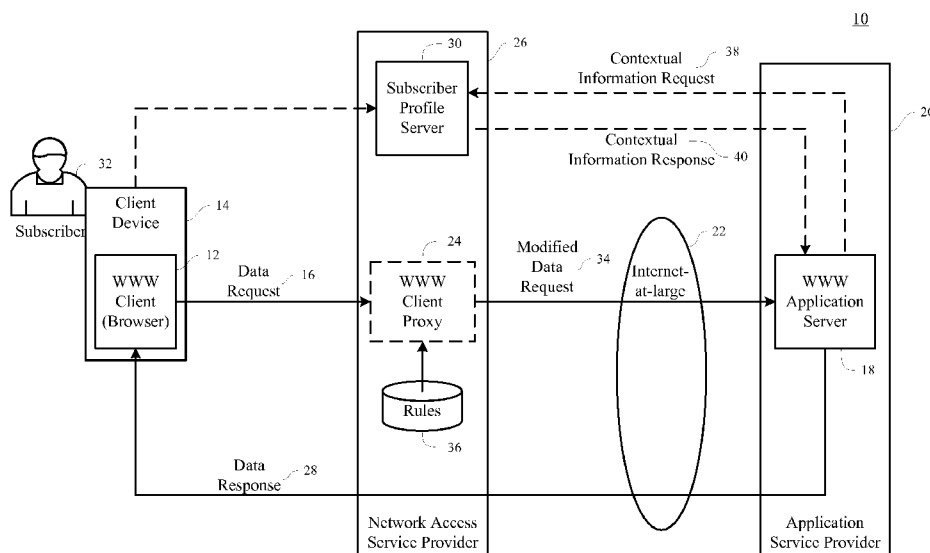 10
30
26
38
Contextual
Information Request
Subscriber
Profile
Server
20
Contextual
Information Response
40
32
Subscriber
Client
Device
14
12
WWW
Client
(Browser)
Data
Request
16
24
WWW
Client
Proxy
Modified
Data
Request
34
22
Internet-
at-large
WWW
Application
Server
18
Rules
36
Data
Response
28
Network Access
Service Provider
Application
Service Provider